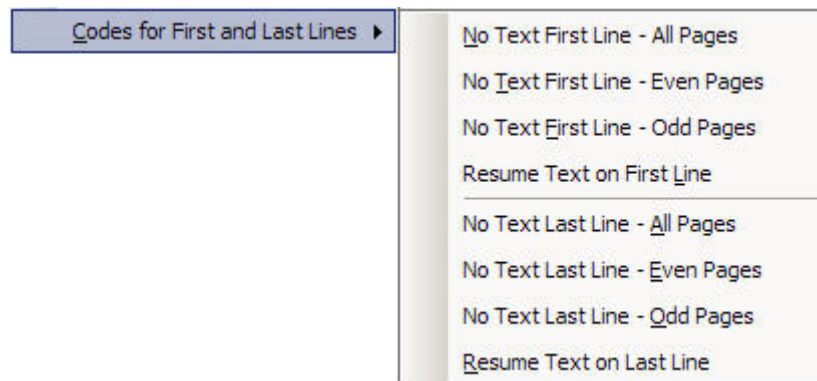 Codes for First and Last Lines
No Text First Line - All Pages
No Text First Line - Even Pages
No Text First Line - Odd Pages
Resume Text on First Line
No Text Last Line - All Pages
No Text Last Line - Even Pages
No Text Last Line - Odd Pages
Resume Text on Last Line